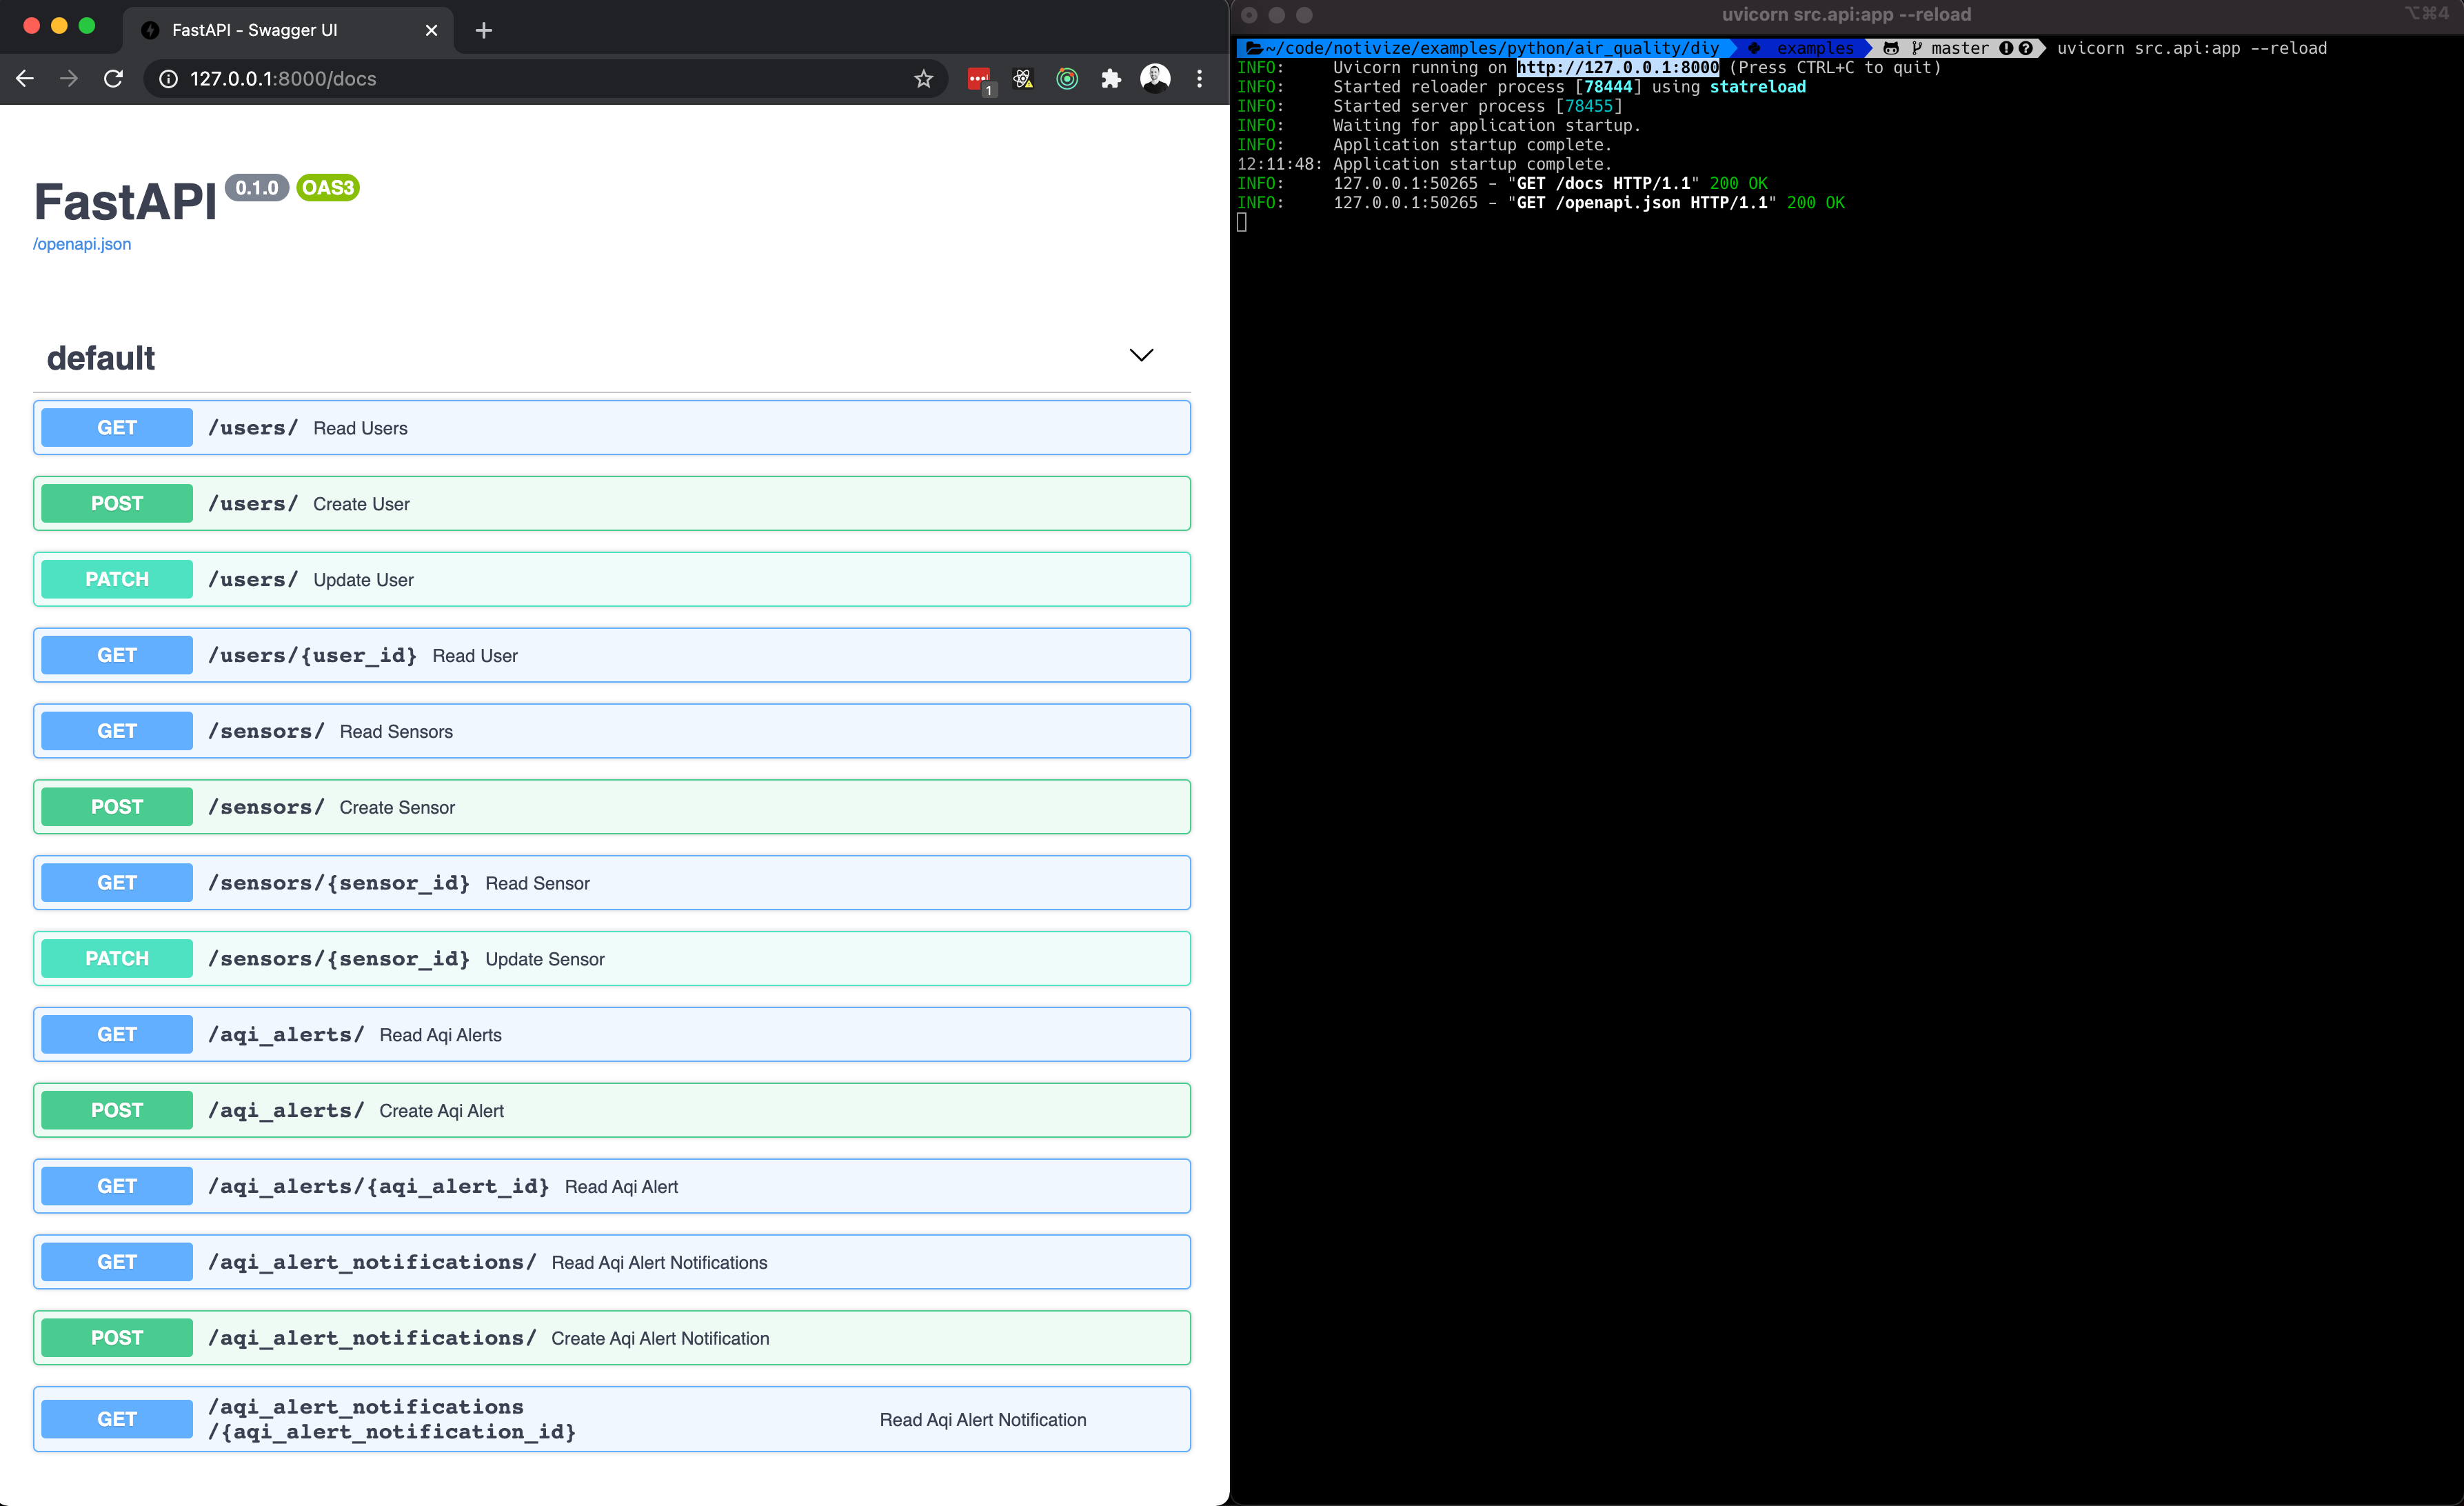 FastAPI - Swagger UI
127.0.0.1:8000/docs
1
FastAPI 0.1.0 OAS3
/openapi.json
default
GET /users/ Read Users
POST /users/ Create User
PATCH /users/ Update User
GET /users/{user_id} Read User
GET /sensors/ Read Sensors
POST /sensors/ Create Sensor
GET /sensors/{sensor_id} Read Sensor
PATCH /sensors/{sensor_id} Update Sensor
GET /aqi_alerts/ Read Aqi Alerts
POST /aqi_alerts/ Create Aqi Alert
GET /aqi_alerts/{aqi_alert_id} Read Aqi Alert
GET /aqi_alert_notifications/ Read Aqi Alert Notifications
POST /aqi_alert_notifications/ Create Aqi Alert Notification
GET /aqi_alert_notifications
/{aqi_alert_notification_id} Read Aqi Alert Notification
uvicorn src.api:app --reload ⌥⌘4
~/code/notivize/examples/python/air_quality/diy examples master uvicorn src.api:app --reload
INFO: Uvicorn running on http://127.0.0.1:8000 (Press CTRL+C to quit)
INFO: Started reloader process [78444] using statreload
INFO: Started server process [78455]
INFO: Waiting for application startup.
INFO: Application startup complete.
12:11:48: Application startup complete.
INFO: 127.0.0.1:50265 - "GET /docs HTTP/1.1" 200 OK
INFO: 127.0.0.1:50265 - "GET /openapi.json HTTP/1.1" 200 OK